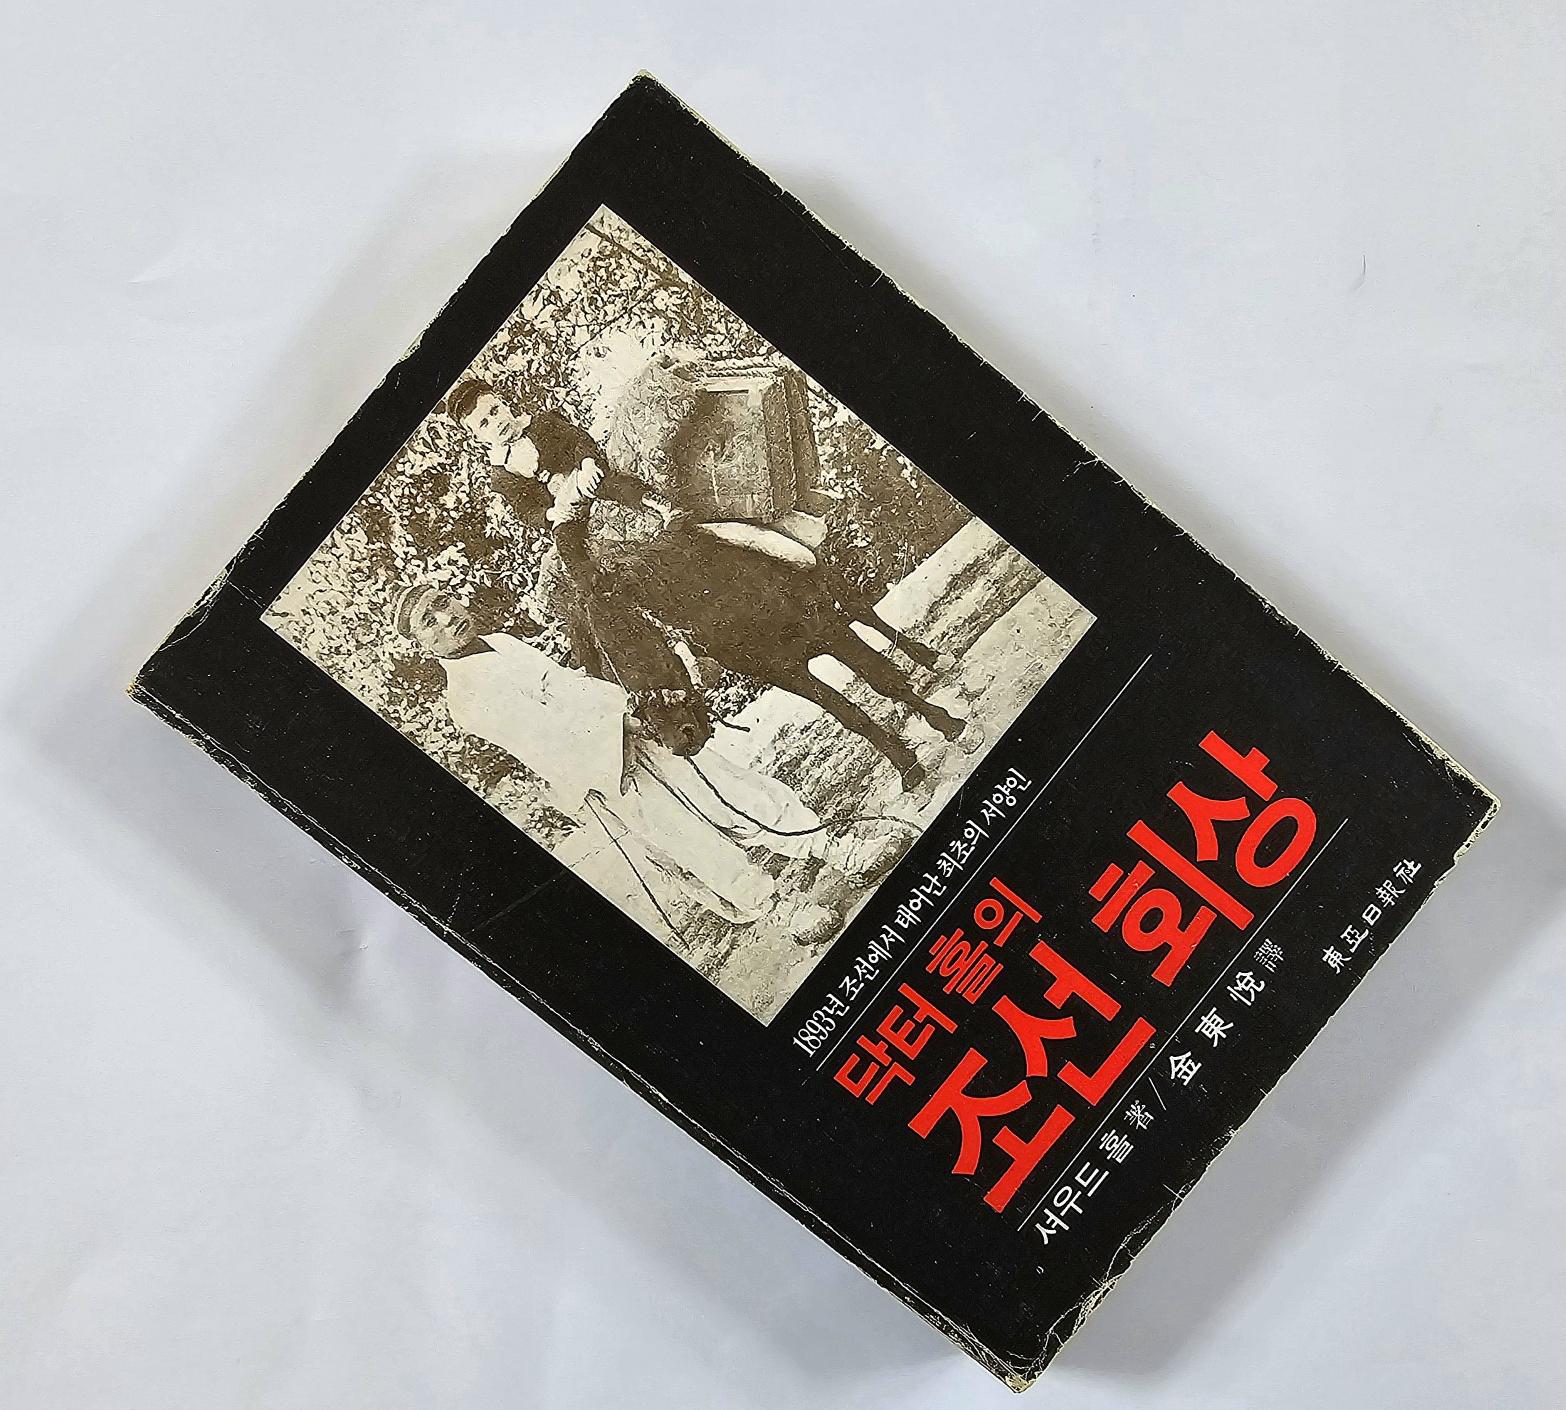 1893년 조선에서 태어난 최초의 서양인
닥터 홀의
조선 회상
셔우드 홀 著 / 金東悅 譯
東亞日報社